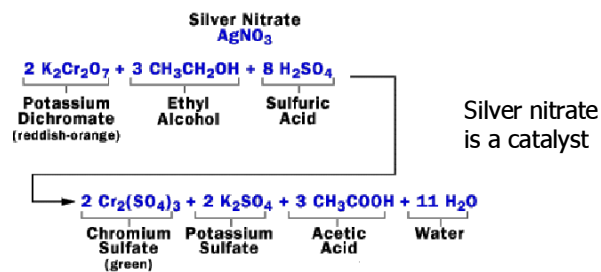 Silver Nitrate
AgNO₃
2 K₂Cr₂O₇ + 3 CH₃CH₂OH + 8 H₂SO₄
Potassium Dichromate (reddish-orange)
Ethyl Alcohol
Sulfuric Acid
Silver nitrate
is a catalyst
2 Cr₂(SO₄)₃ + 2 K₂SO₄ + 3 CH₃COOH + 11 H₂O
Chromium Sulfate (green)
Potassium Sulfate
Acetic Acid
Water